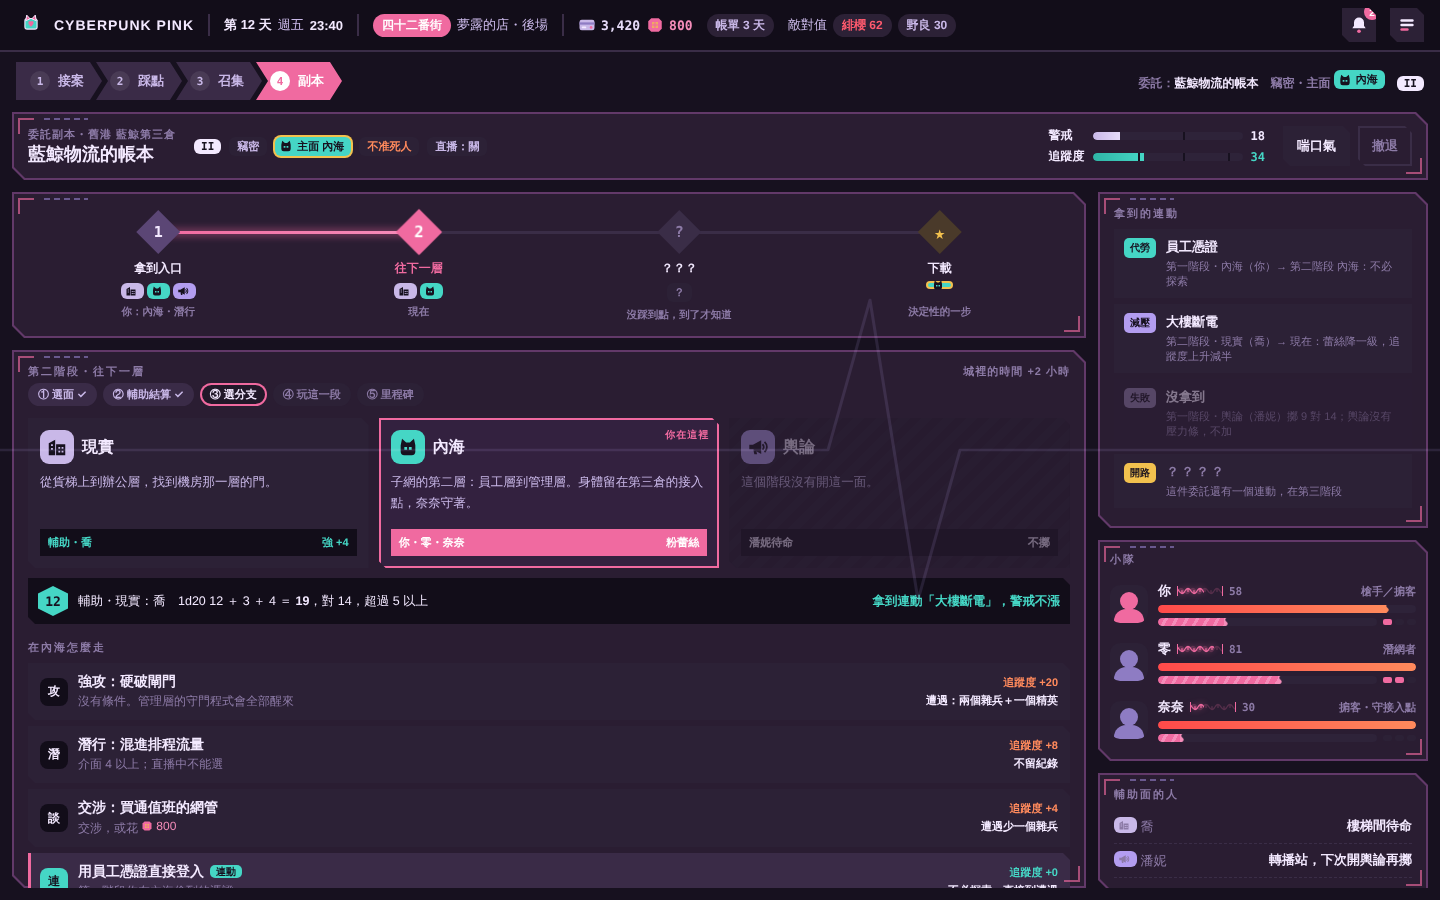 CYBERPUNK PINK 第 12 天 週五 23:40 四十二番街 夢露的店・後場 3,420 800 帳單 3 天 敵對值 緋櫻 62 野良 30
1 接案 2 踩點 3 召集 4 副本
委託：藍鯨物流的帳本 竊密・主面 內海 II
委託副本・舊港 藍鯨第三倉
藍鯨物流的帳本
II 竊密 主面 內海 不准死人 直播：關
警戒 18
追蹤度 34
喘口氣 撤退
1 2 ? ★
拿到入口 往下一層 ？？？ 下載
?
你：內海・潛行 現在 沒踩到點，到了才知道 決定性的一步
第二階段・往下一層 城裡的時間 +2 小時
① 選面 ② 輔助結算 ③ 選分支 ④ 玩這一段 ⑤ 里程碑
現實
從貨梯上到辦公層，找到機房那一層的門。
輔助・喬 強 +4
你在這裡
內海
子網的第二層：員工層到管理層。身體留在第三倉的接入
點，奈奈守著。
你・零・奈奈 粉蕾絲
輿論
這個階段沒有開這一面。
潘妮待命 不擲
12 輔助・現實：喬 1d20 12 ＋ 3 ＋ 4 ＝ 19，對 14，超過 5 以上 拿到連動「大樓斷電」，警戒不漲
在內海怎麼走
攻 強攻：硬破閘門 追蹤度 +20
沒有條件。管理層的守門程式會全部醒來 遭遇：兩個雜兵＋一個精英
潛 潛行：混進排程流量 追蹤度 +8
介面 4 以上；直播中不能選 不留紀錄
談 交涉：買通值班的網管 追蹤度 +4
交涉，或花 800 遭遇少一個雜兵
連 用員工憑證直接登入 連動 追蹤度 +0
拿到的連動
代勞 員工憑證
第一階段・內海（你）→ 第二階段 內海：不必
探索
減壓 大樓斷電
第二階段・現實（喬）→ 現在：蕾絲降一級，追
蹤度上升減半
失敗 沒拿到
第一階段・輿論（潘妮）擲 9 對 14；輿論沒有
壓力條，不加
開路 ？？？？
這件委託還有一個連動，在第三階段
小隊
你 58 槍手／掮客
零 81 潛網者
奈奈 30 掮客・守接入點
輔助面的人
喬 樓梯間待命
潘妮 轉播站，下次開輿論再擲